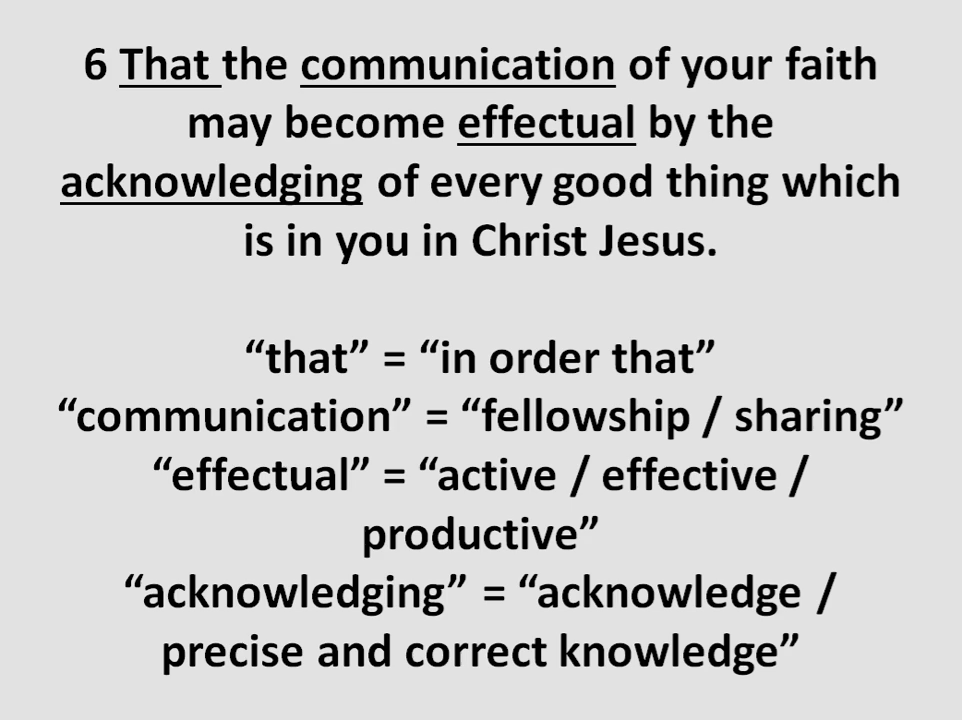 6 That the communication of your faith
may become effectual by the
acknowledging of every good thing which
is in you in Christ Jesus.
“that” = “in order that”
“communication” = “fellowship / sharing”
“effectual” = “active / effective /
productive”
“acknowledging” = “acknowledge /
precise and correct knowledge”